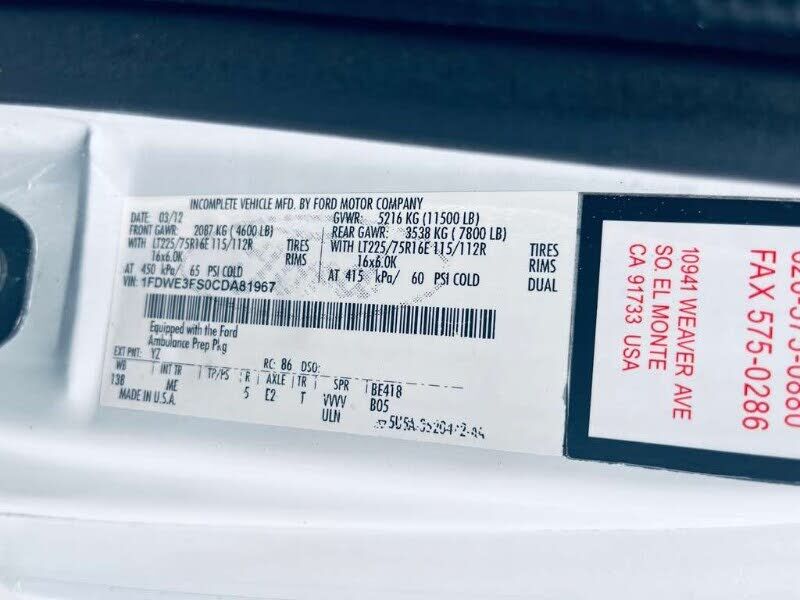 INCOMPLETE VEHICLE MFD. BY FORD MOTOR COMPANY
DATE: 03/12 GVWR: 5216 KG (11500 LB)
FRONT GAWR: 2087 KG (4600 LB) REAR GAWR: 3538 KG (7800 LB)
WITH LT225/75R16E 115/112R TIRES WITH LT225/75R16E 115/112R TIRES
16x6.0K RIMS 16x6.0K RIMS
AT 450 kPa/ 65 PSI COLD AT 415 kPa/ 60 PSI COLD DUAL
VIN: 1FDWE3FS0CDA81967
Equipped with the Ford
Ambulance Prep Pkg
EXT PNT: YZ RC: 86 DSO:
WB INT TR TP/PS R AXLE TR SPR BE418
138 ME 5 E2 T VVVV B05
MADE IN U.S.A. ULN
10941 WEAVER AVE
SO. EL MONTE
CA 91733 USA
FAX 575-0286